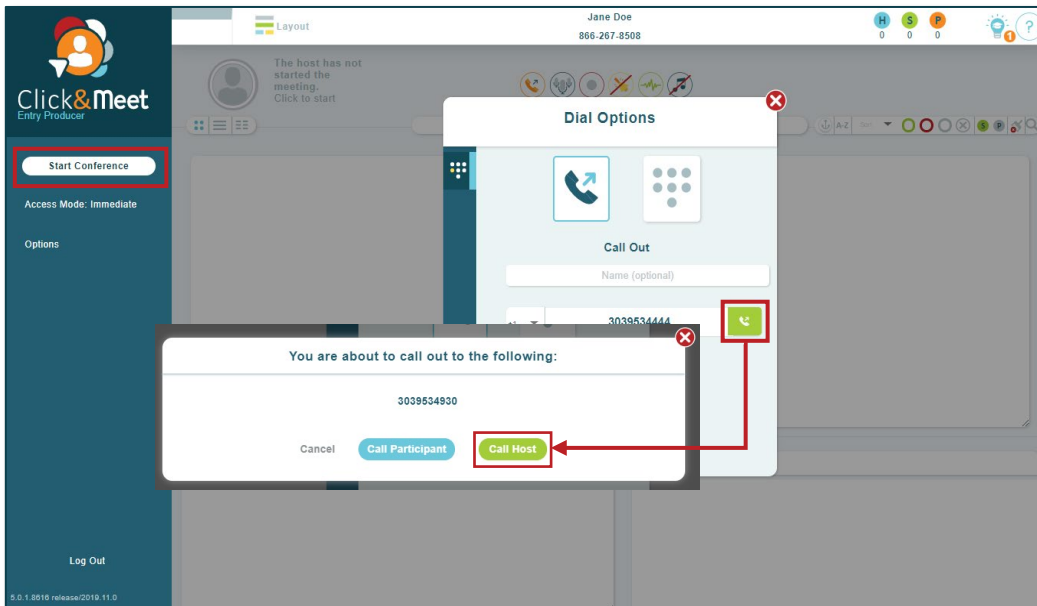 Click&Meet
Entry Producer
Start Conference
Access Mode: Immediate
Options
Log Out
5.0.1.8616 release/2019.11.0
Layout
Jane Doe
866-267-8508
H S P
0 0 0
1
?
The host has not
started the
meeting.
Click to start
A-Z
S P
Dial Options
Call Out
Name (optional)
3039534444
You are about to call out to the following:
3039534930
Cancel Call Participant Call Host